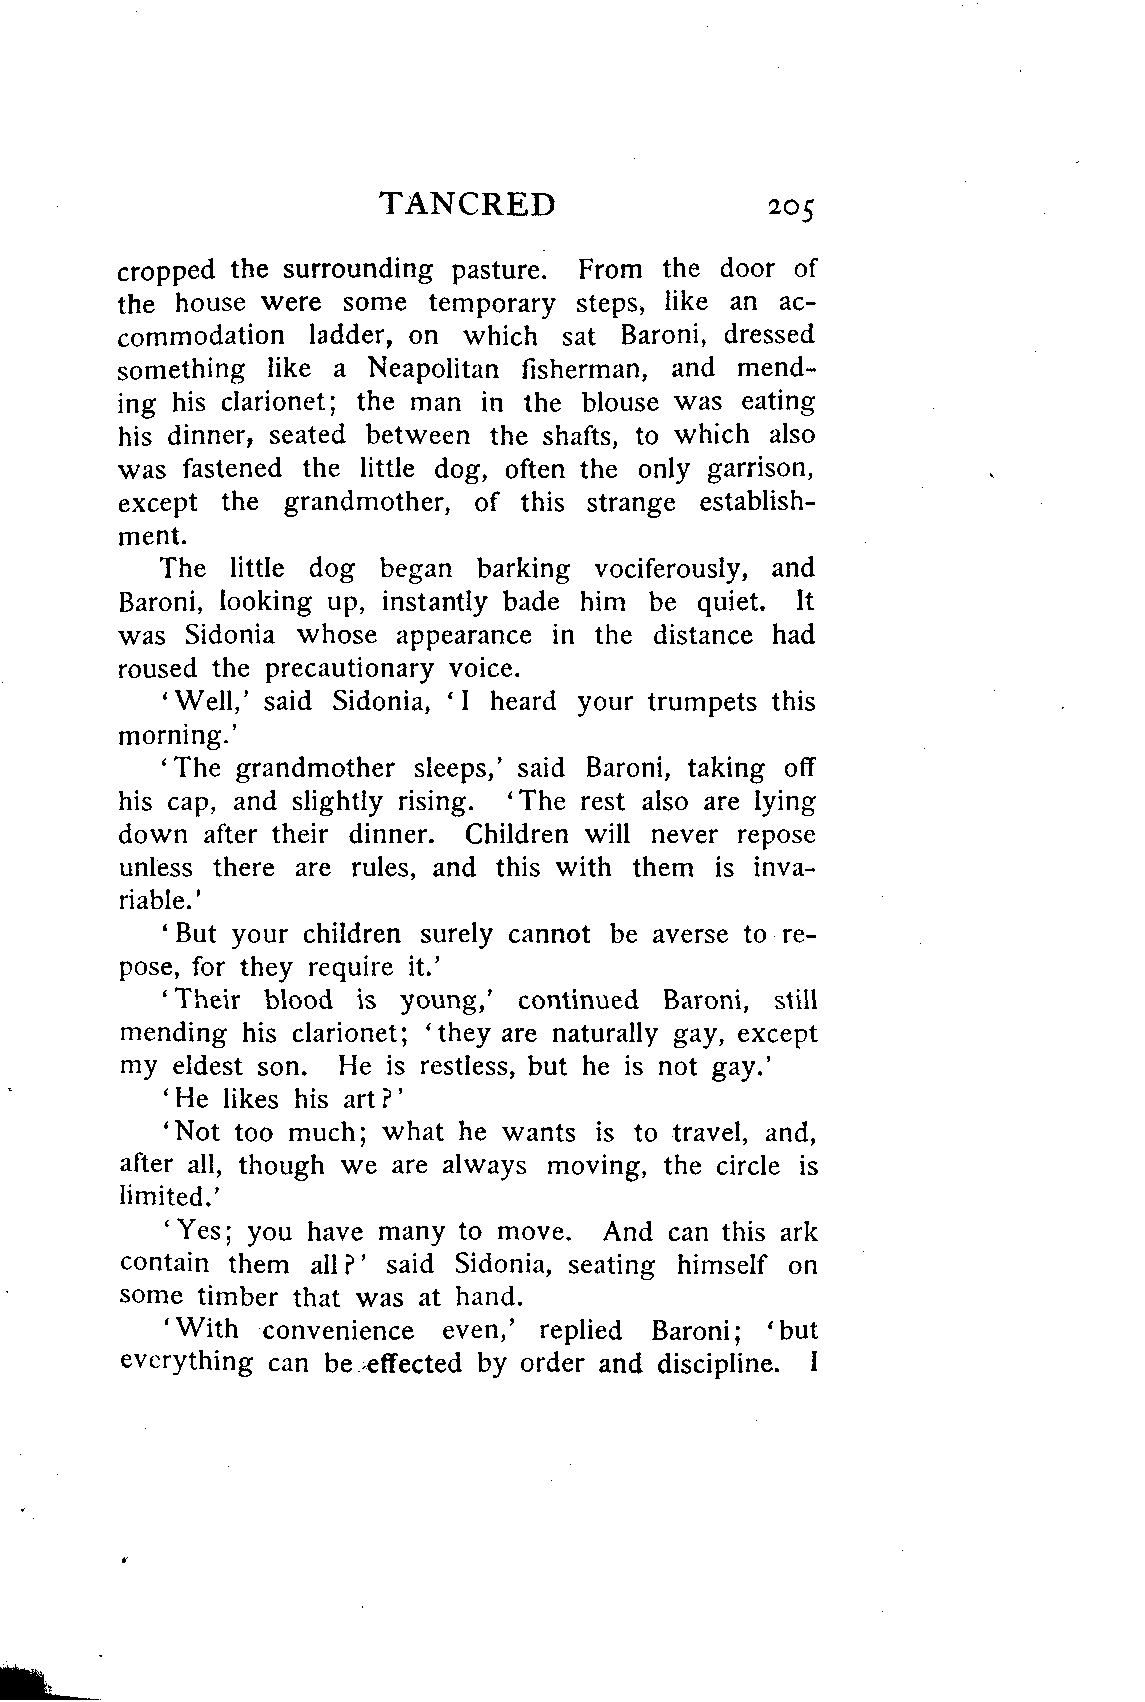 TANCRED 205
cropped the surrounding pasture. From the door of
the house were some temporary steps, like an ac-
commodation ladder, on which sat Baroni, dressed
something like a Neapolitan fisherman, and mend-
ing his clarionet; the man in the blouse was eating
his dinner, seated between the shafts, to which also
was fastened the little dog, often the only garrison,
except the grandmother, of this strange establish-
ment.
The little dog began barking vociferously, and
Baroni, looking up, instantly bade him be quiet. It
was Sidonia whose appearance in the distance had
roused the precautionary voice.
‘Well,’ said Sidonia, ‘I heard your trumpets this
morning.’
‘The grandmother sleeps,’ said Baroni, taking off
his cap, and slightly rising. ‘The rest also are lying
down after their dinner. Children will never repose
unless there are rules, and this with them is inva-
riable.’
‘But your children surely cannot be averse to re-
pose, for they require it.’
‘Their blood is young,’ continued Baroni, still
mending his clarionet; ‘they are naturally gay, except
my eldest son. He is restless, but he is not gay.’
‘He likes his art?’
‘Not too much; what he wants is to travel, and,
after all, though we are always moving, the circle is
limited.’
‘Yes; you have many to move. And can this ark
contain them all?’ said Sidonia, seating himself on
some timber that was at hand.
‘With convenience even,’ replied Baroni; ‘but
everything can be effected by order and discipline. I